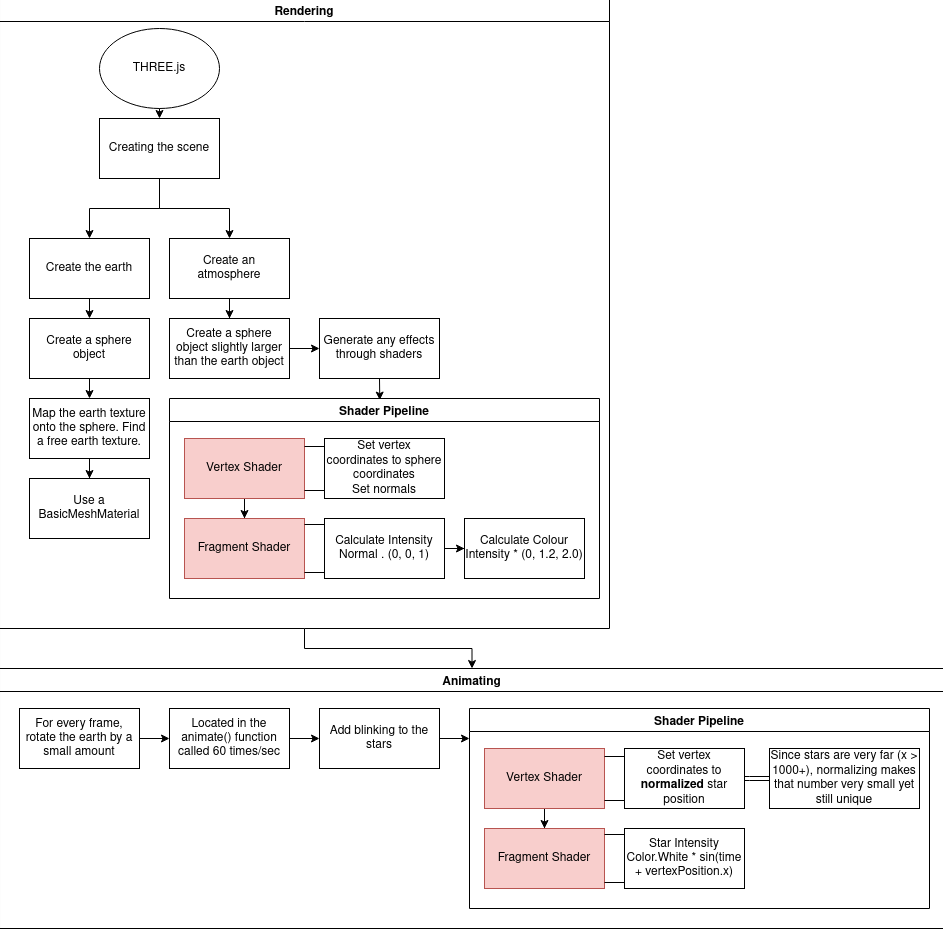 Rendering
THREE.js
Creating the scene
Create the earth
Create an
atmosphere
Create a sphere
object
Create a sphere
object slightly larger
than the earth object
Generate any effects
through shaders
Map the earth texture
onto the sphere. Find
a free earth texture.
Use a
BasicMeshMaterial
Shader Pipeline
Vertex Shader
Set vertex
coordinates to sphere
coordinates
Set normals
Fragment Shader
Calculate Intensity
Normal . (0, 0, 1)
Calculate Colour
Intensity * (0, 1.2, 2.0)
Animating
For every frame,
rotate the earth by a
small amount
Located in the
animate() function
called 60 times/sec
Add blinking to the
stars
Shader Pipeline
Vertex Shader
Set vertex
coordinates to
normalized star
position
Since stars are very far (x >
1000+), normalizing makes
that number very small yet
still unique
Fragment Shader
Star Intensity
Color.White * sin(time
+ vertexPosition.x)